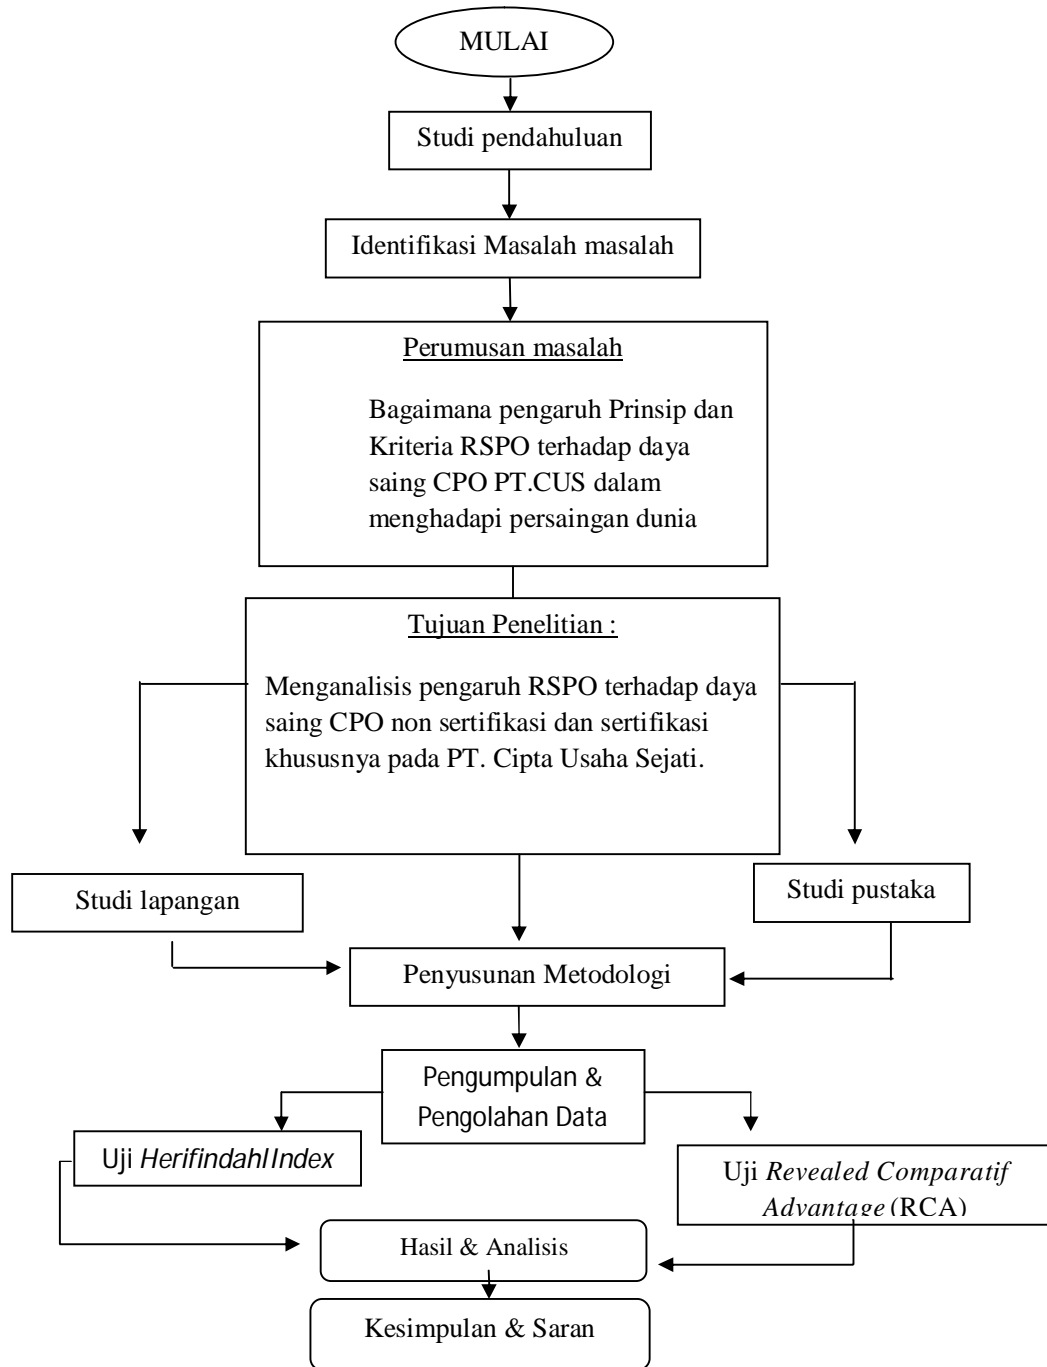 MULAI
Studi pendahuluan
Identifikasi Masalah masalah
Perumusan masalah
Bagaimana pengaruh Prinsip dan
Kriteria RSPO terhadap daya
saing CPO PT.CUS dalam
menghadapi persaingan dunia
Tujuan Penelitian :
Menganalisis pengaruh RSPO terhadap daya
saing CPO non sertifikasi dan sertifikasi
khususnya pada PT. Cipta Usaha Sejati.
Studi lapangan
Studi pustaka
Penyusunan Metodologi
Pengumpulan &
Pengolahan Data
Uji Herifindahl Index
Uji Revealed Comparatif
Advantage (RCA)
Hasil & Analisis
Kesimpulan & Saran